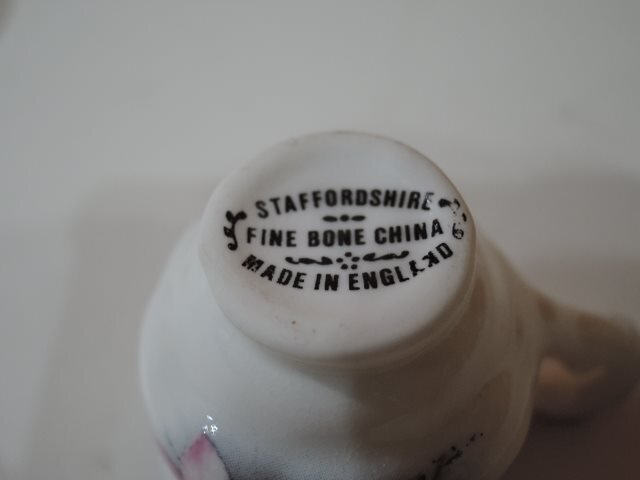 STAFFORDSHIRE
FINE BONE CHINA
MADE IN ENGLAND